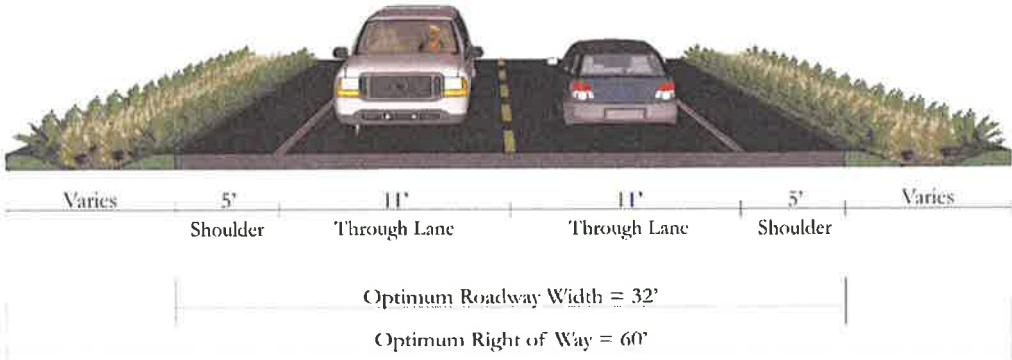 Varies 5' 11' 11' 5' Varies
Shoulder Through Lane Through Lane Shoulder
Optimum Roadway Width = 32'
Optimum Right of Way = 60'